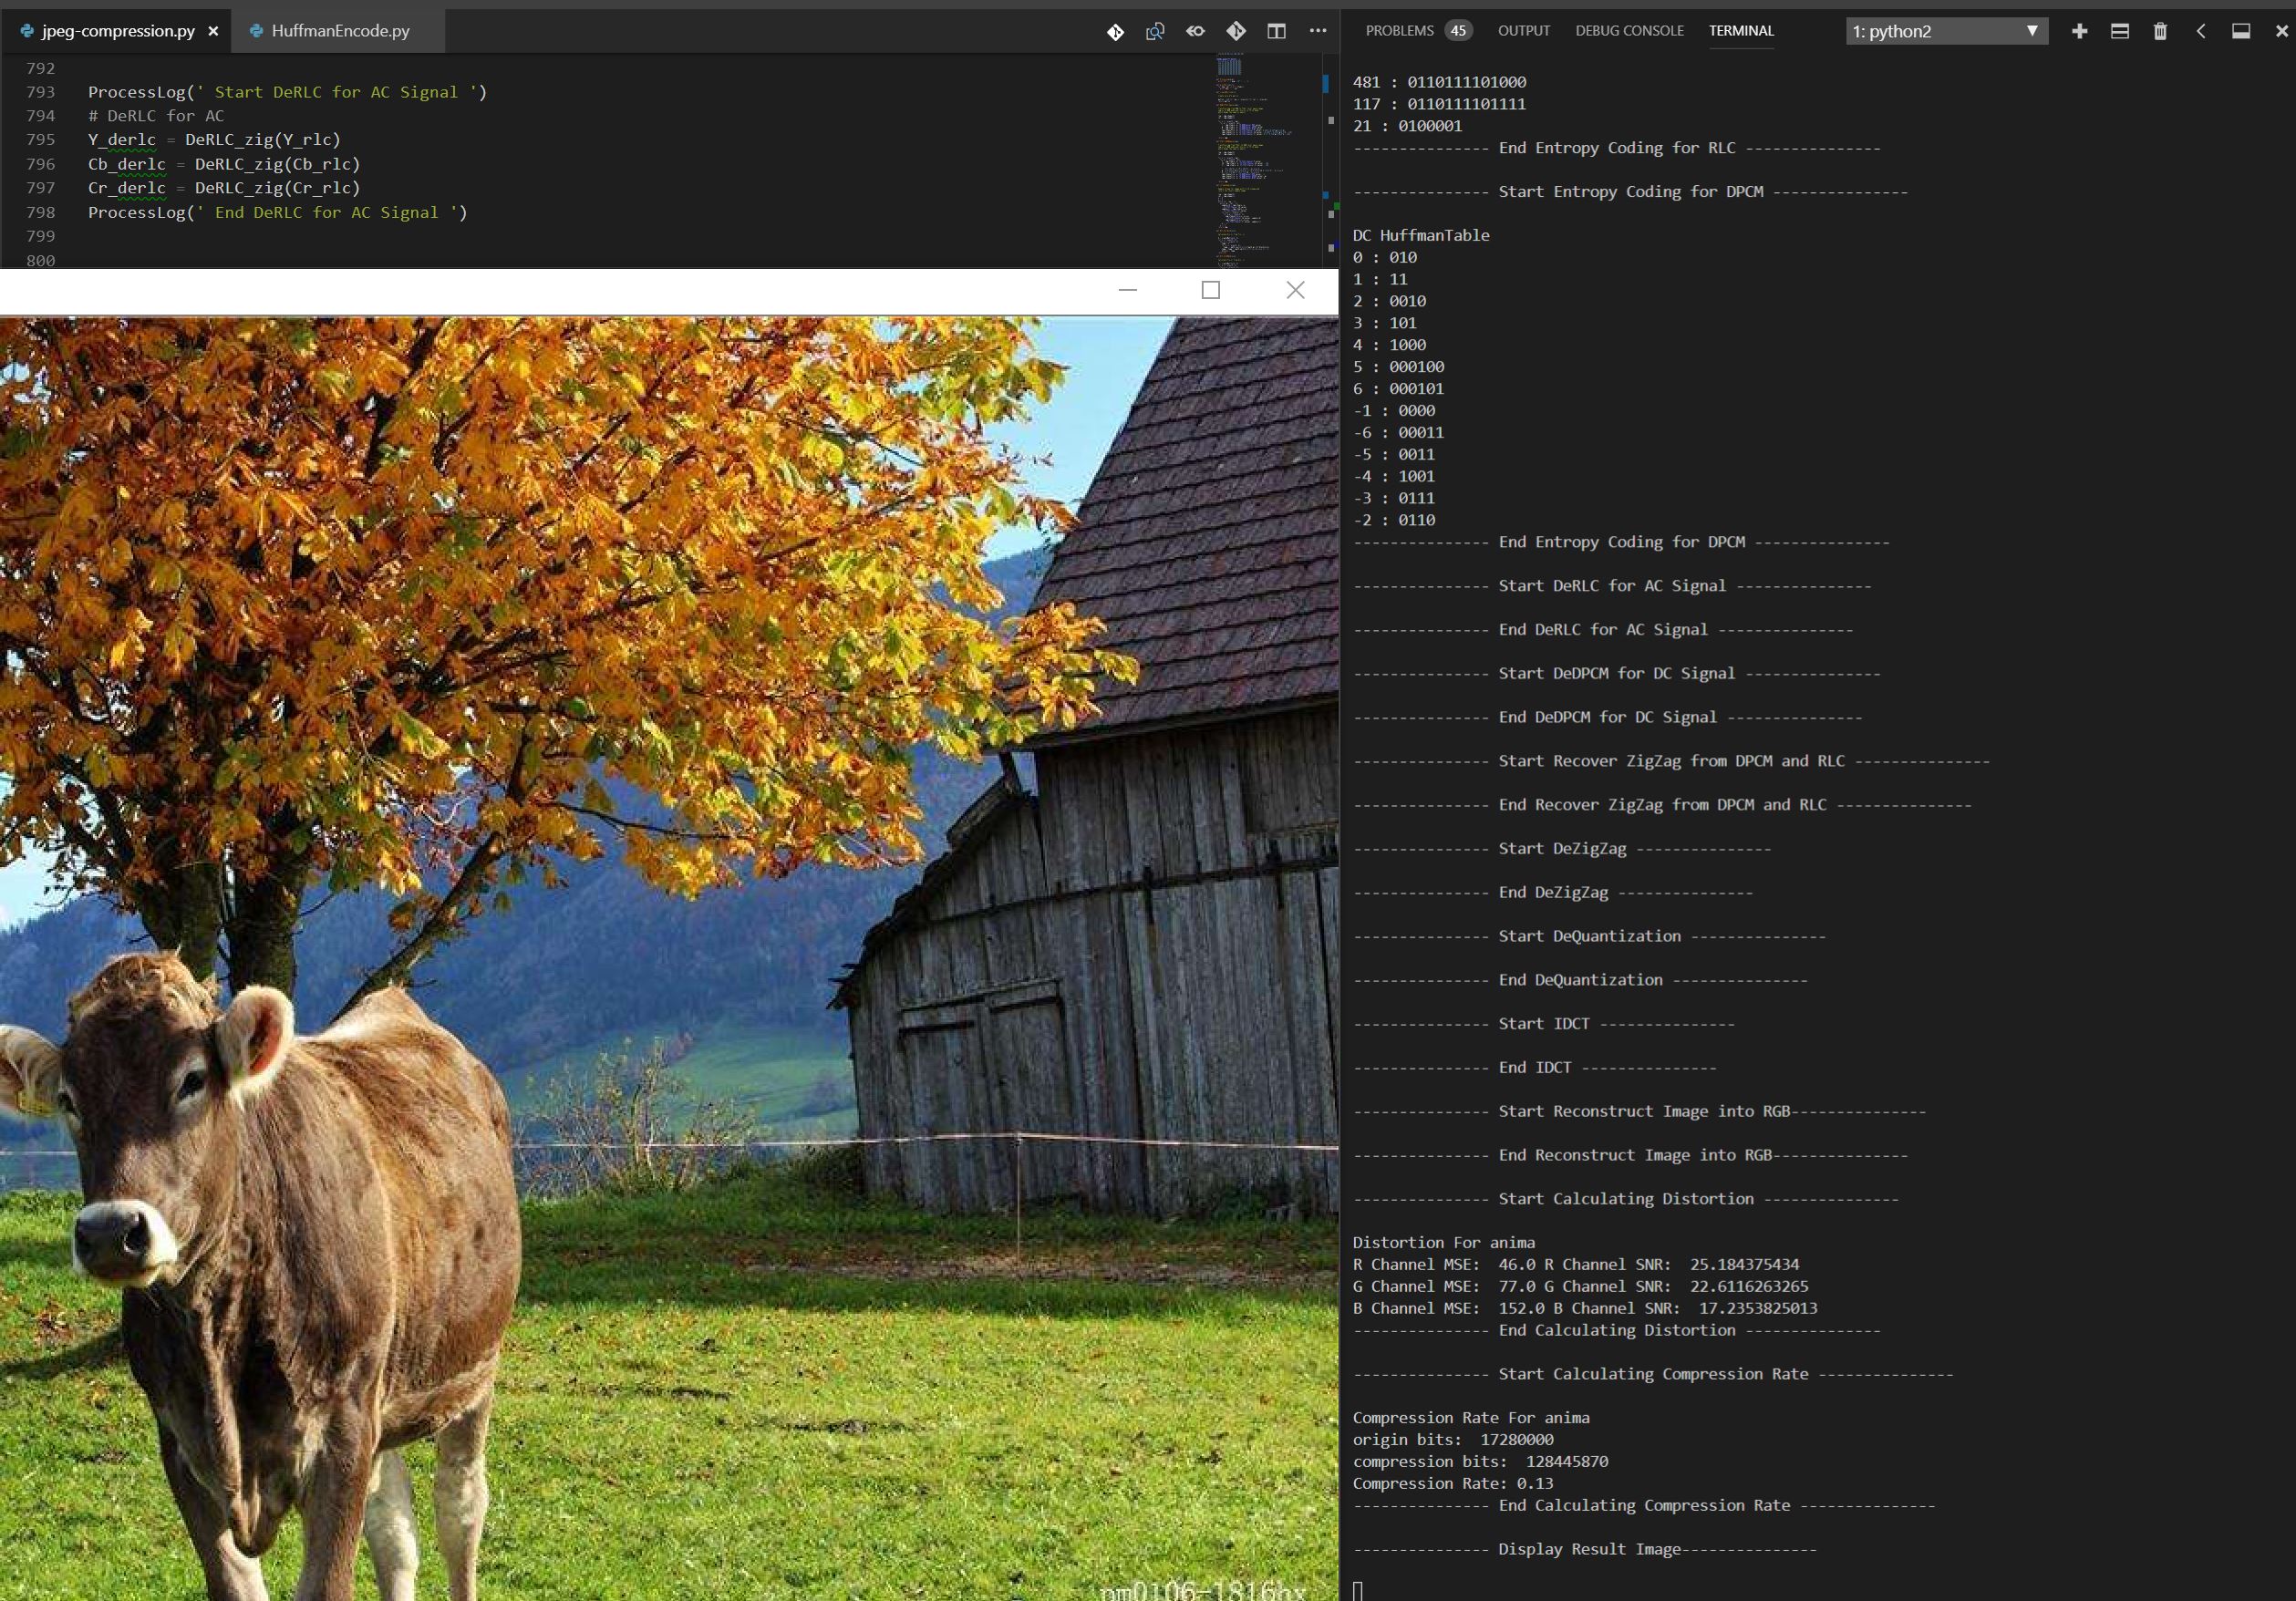 jpeg-compression.py
HuffmanEncode.py
792
793 ProcessLog(' Start DeRLC for AC Signal ')
794 # DeRLC for AC
795 Y_derlc = DeRLC_zig(Y_rlc)
796 Cb_derlc = DeRLC_zig(Cb_rlc)
797 Cr_derlc = DeRLC_zig(Cr_rlc)
798 ProcessLog(' End DeRLC for AC Signal ')
799
800
PROBLEMS 45 OUTPUT DEBUG CONSOLE TERMINAL 1: python2
481 : 0110111101000
117 : 0110111101111
21 : 0100001
--------------- End Entropy Coding for RLC ---------------
--------------- Start Entropy Coding for DPCM ---------------
DC HuffmanTable
0 : 010
1 : 11
2 : 0010
3 : 101
4 : 1000
5 : 000100
6 : 000101
-1 : 0000
-6 : 00011
-5 : 0011
-4 : 1001
-3 : 0111
-2 : 0110
--------------- End Entropy Coding for DPCM ---------------
--------------- Start DeRLC for AC Signal ---------------
--------------- End DeRLC for AC Signal ---------------
--------------- Start DeDPCM for DC Signal ---------------
--------------- End DeDPCM for DC Signal ---------------
--------------- Start Recover ZigZag from DPCM and RLC ---------------
--------------- End Recover ZigZag from DPCM and RLC ---------------
--------------- Start DeZigZag ---------------
--------------- End DeZigZag ---------------
--------------- Start DeQuantization ---------------
--------------- End DeQuantization ---------------
--------------- Start IDCT ---------------
--------------- End IDCT ---------------
--------------- Start Reconstruct Image into RGB---------------
--------------- End Reconstruct Image into RGB---------------
--------------- Start Calculating Distortion ---------------
Distortion For anima
R Channel MSE:  46.0 R Channel SNR:  25.184375434
G Channel MSE:  77.0 G Channel SNR:  22.6116263265
B Channel MSE:  152.0 B Channel SNR:  17.2353825013
--------------- End Calculating Distortion ---------------
--------------- Start Calculating Compression Rate ---------------
Compression Rate For anima
origin bits:  17280000
compression bits:  128445870
Compression Rate: 0.13
--------------- End Calculating Compression Rate ---------------
--------------- Display Result Image---------------